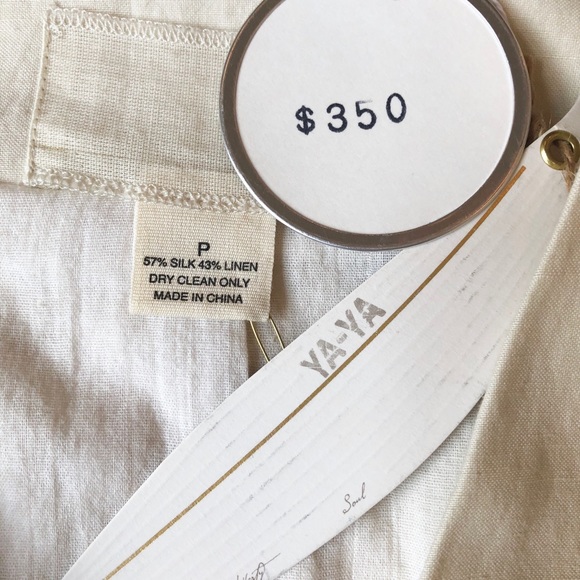 $350
P
57% SILK 43% LINEN
DRY CLEAN ONLY
MADE IN CHINA
YA-YA
Soul